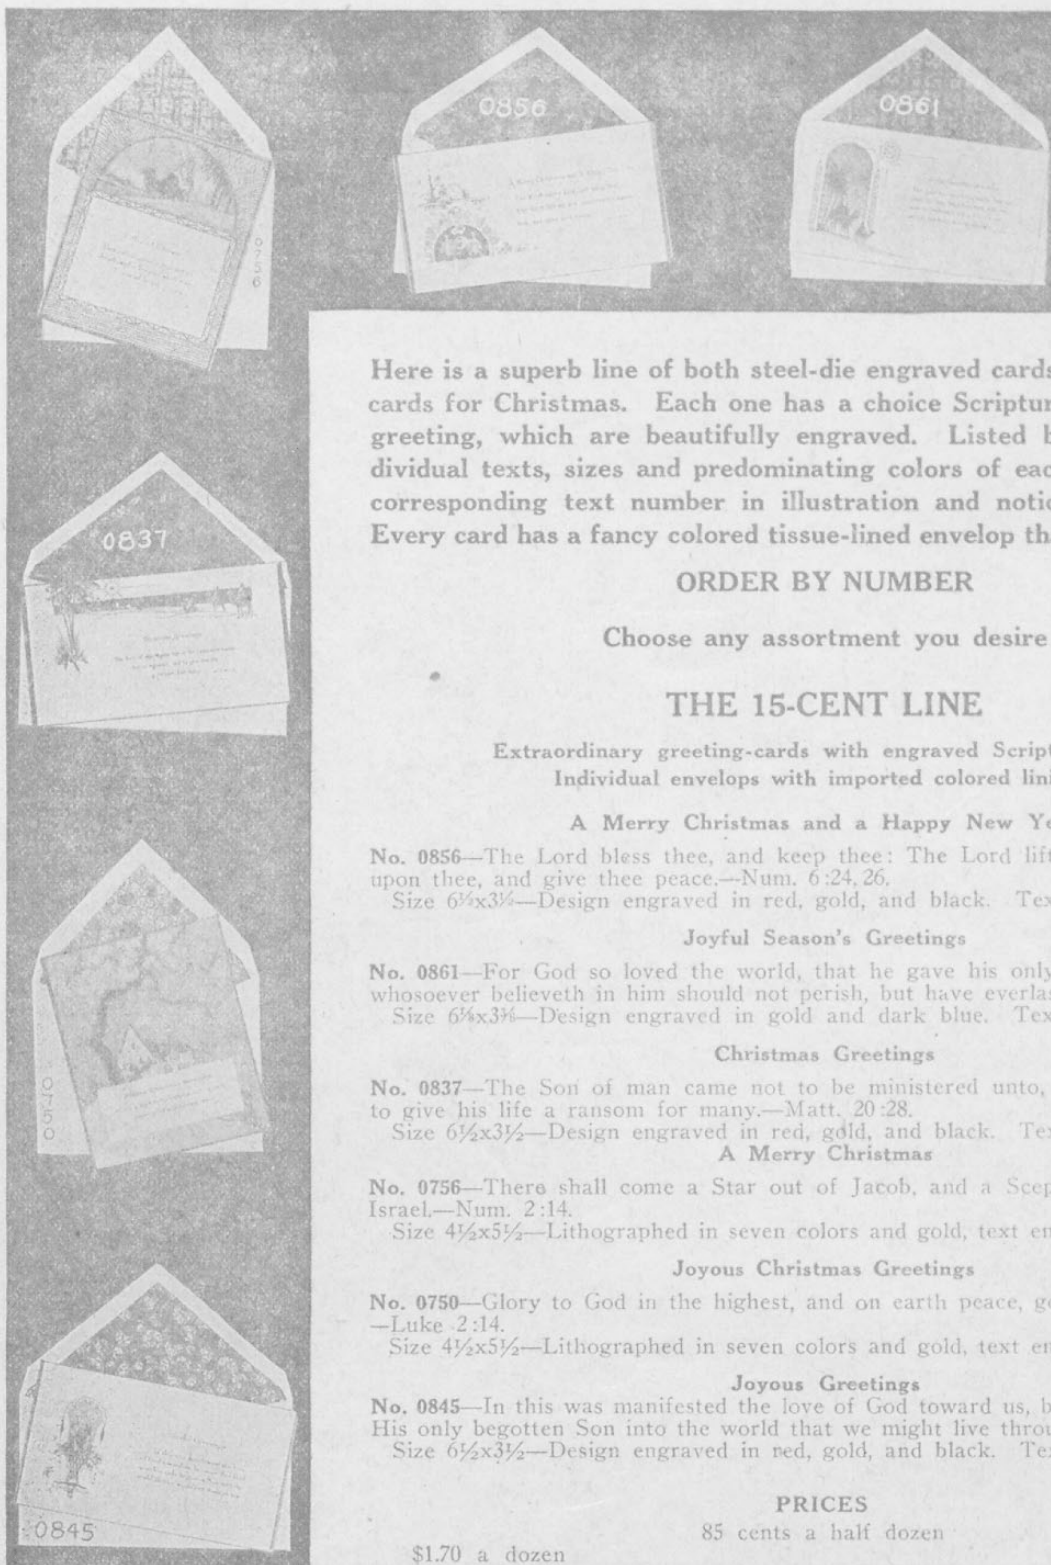 0856
0861
0756
0837
0750
0845
Here is a superb line of both steel-die engraved cards
cards for Christmas. Each one has a choice Scriptur
greeting, which are beautifully engraved. Listed b
dividual texts, sizes and predominating colors of eac
corresponding text number in illustration and notic
Every card has a fancy colored tissue-lined envelop th
ORDER BY NUMBER
Choose any assortment you desire
THE 15-CENT LINE
Extraordinary greeting-cards with engraved Script
Individual envelops with imported colored lini
A Merry Christmas and a Happy New Ye
No. 0856—The Lord bless thee, and keep thee: The Lord lift
upon thee, and give thee peace.—Num. 6:24, 26.
Size 6½x3½—Design engraved in red, gold, and black. Tex
Joyful Season's Greetings
No. 0861—For God so loved the world, that he gave his only
whosoever believeth in him should not perish, but have everlas
Design engraved in gold and dark blue. Tex
Christmas Greetings
No. 0837—The Son of man came not to be ministered unto,
to give his life a ransom for many.—Matt. 20:28.
Size 6½x3½—Design engraved in red, gold, and black. Tex
A Merry Christmas
No. 0756—There shall come a Star out of Jacob, and a Scep
Israel.—Num. 2:14.
Size 4½x5½—Lithographed in seven colors and gold, text en
Joyous Christmas Greetings
No. 0750—Glory to God in the highest, and on earth peace, g
—Luke 2:14.
Size 4½x5½—Lithographed in seven colors and gold, text en
Joyous Greetings
No. 0845—In this was manifested the love of God toward us, b
His only begotten Son into the world that we might live throu
Size 6½x3½—Design engraved in red, gold, and black. Tex
PRICES
85 cents a half dozen
$1.70 a dozen